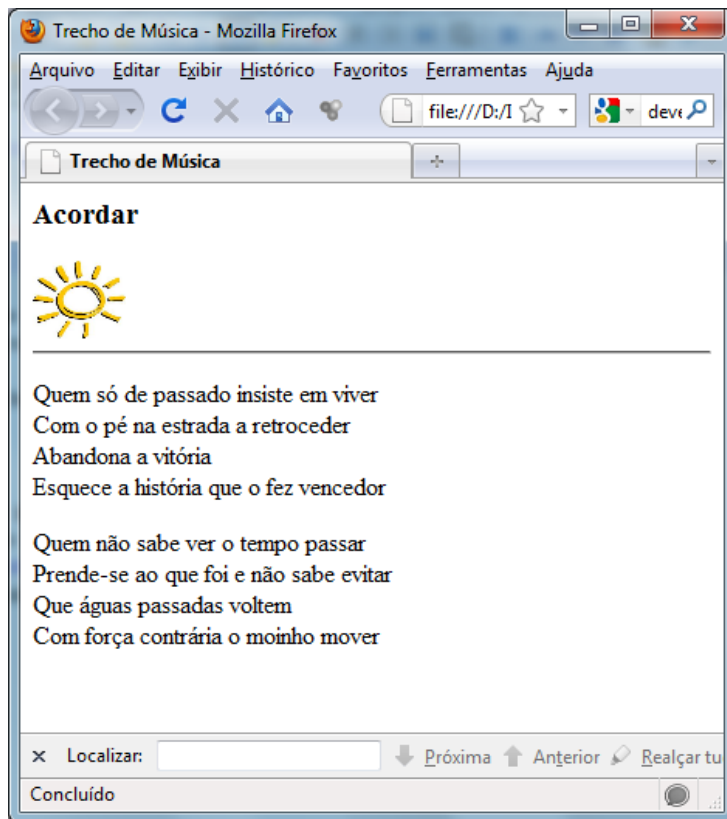 Trecho de Música - Mozilla Firefox
Arquivo Editar Exibir Histórico Favoritos Ferramentas Ajuda
file:///D:/I deve
Trecho de Música
Acordar
Quem só de passado insiste em viver
Com o pé na estrada a retroceder
Abandona a vitória
Esquece a história que o fez vencedor
Quem não sabe ver o tempo passar
Prende-se ao que foi e não sabe evitar
Que águas passadas voltem
Com força contrária o moinho mover
x Localizar: Próxima Anterior Realçar tu
Concluído